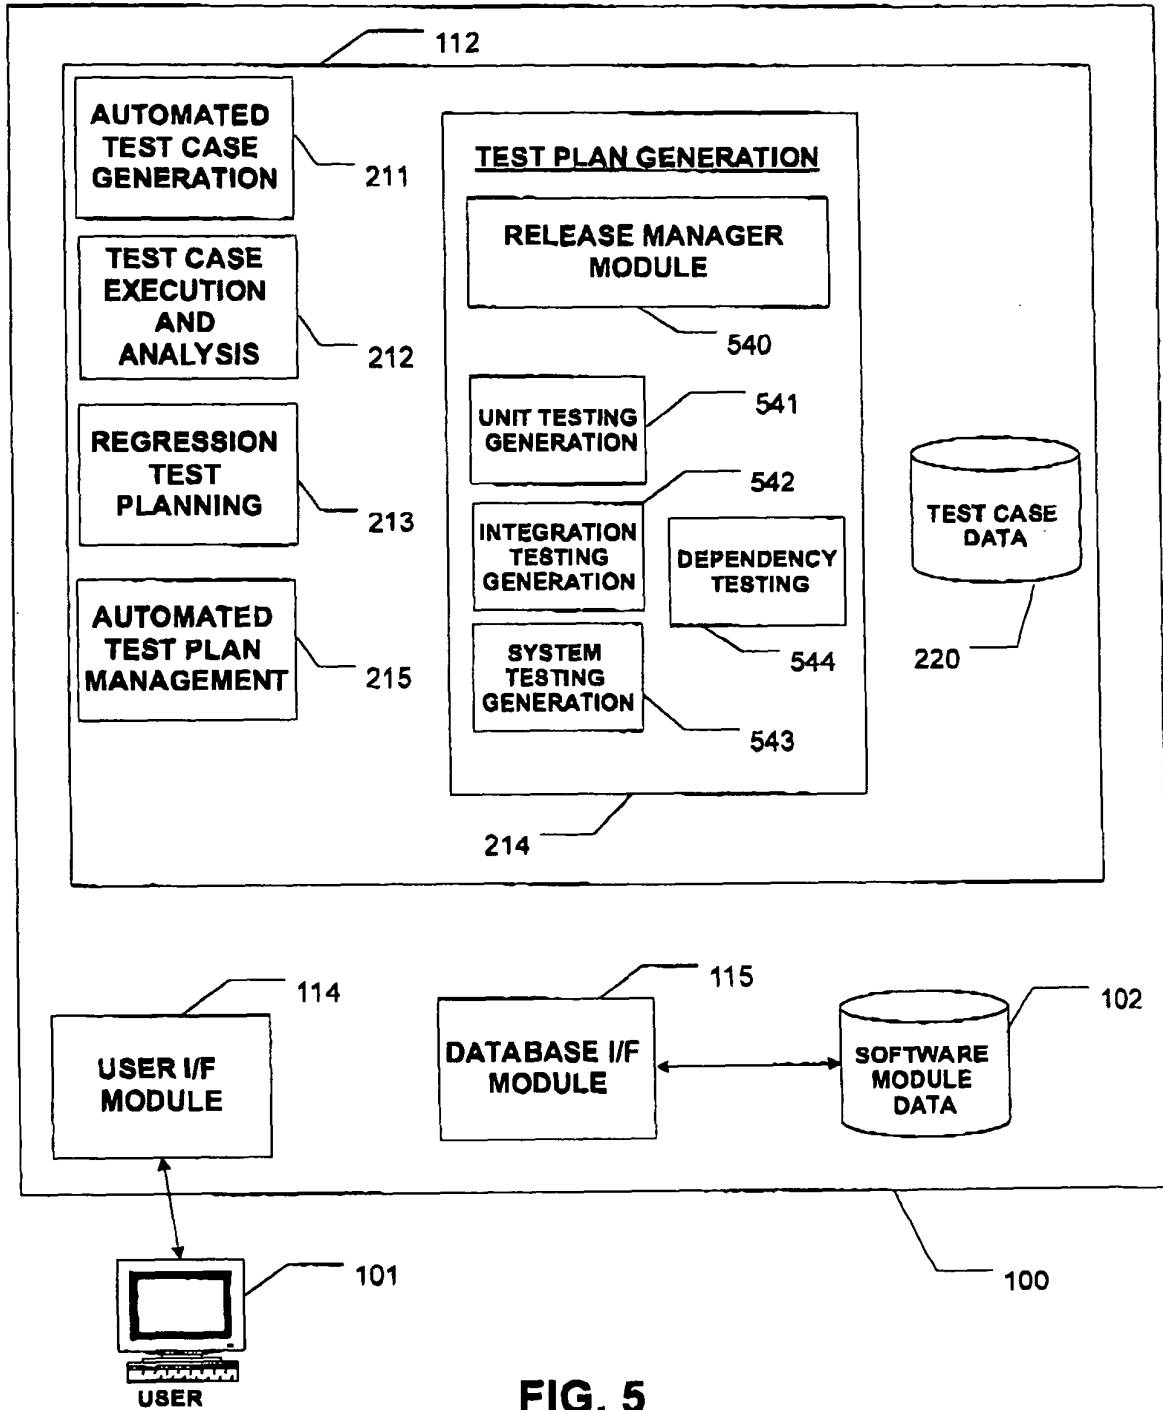 112
AUTOMATED
TEST CASE
GENERATION
211
TEST CASE
EXECUTION
AND
ANALYSIS
212
REGRESSION
TEST
PLANNING
213
AUTOMATED
TEST PLAN
MANAGEMENT
215
TEST PLAN GENERATION
RELEASE MANAGER
MODULE
540
UNIT TESTING
GENERATION
541
INTEGRATION
TESTING
GENERATION
542
DEPENDENCY
TESTING
544
SYSTEM
TESTING
GENERATION
543
214
TEST CASE
DATA
220
114
USER I/F
MODULE
115
DATABASE I/F
MODULE
102
SOFTWARE
MODULE
DATA
101
USER
100
FIG. 5